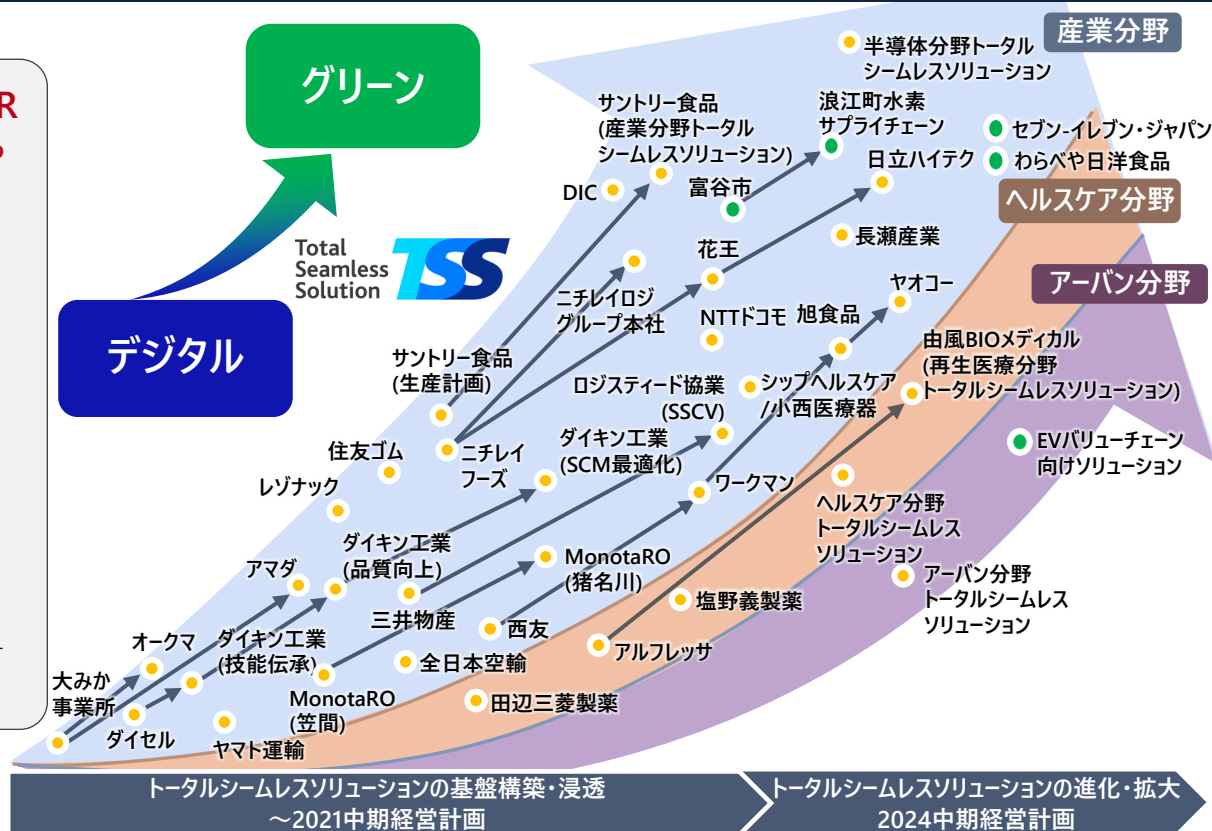 R
グリーン
デジタル
Total
Seamless
Solution
TSS
産業分野
半導体分野トータル
シームレスソリューション
サントリー食品
(産業分野トータル
シームレスソリューション)
浪江町水素
サプライチェーン
セブン-イレブン・ジャパン
わらべや日洋食品
日立ハイテク
DIC
富谷市
ヘルスケア分野
長瀬産業
花王
アーバン分野
ニチレイロジ
グループ本社
NTTドコモ
旭食品
ヤオコー
サントリー食品
(生産計画)
由風BIOメディカル
(再生医療分野
トータルシームレスソリューション)
ロジスティード協業
(SSCV)
シップヘルスケア
/小西医療器
住友ゴム
ニチレイ
フーズ
ダイキン工業
(SCM最適化)
EVバリューチェーン
向けソリューション
レゾナック
ワークマン
ヘルスケア分野
トータルシームレス
ソリューション
ダイキン工業
(品質向上)
アマダ
MonotaRO
(猪名川)
アーバン分野
トータルシームレス
ソリューション
三井物産
塩野義製薬
オークマ
ダイキン工業
(技能伝承)
西友
アルフレッサ
大みか
事業所
全日本空輸
MonotaRO
(笠間)
田辺三菱製薬
ダイセル
ヤマト運輸
トータルシームレスソリューションの基盤構築・浸透
～2021中期経営計画
トータルシームレスソリューションの進化・拡大
2024中期経営計画